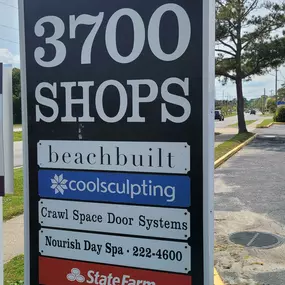 3700
SHOPS
beachbuilt
coolsculpting
Crawl Space Door Systems
Nourish Day Spa · 222-4600
State Farm